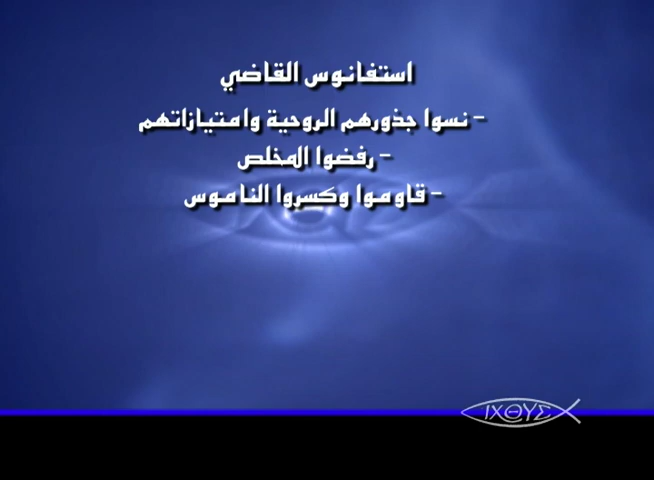 استفانوس القاضي
- نسوا جذورهم الروحية وامتيازاتهم
- رفضوا المخلص
- قاوموا وكسروا الناموس
ΙΧΘΥΣ